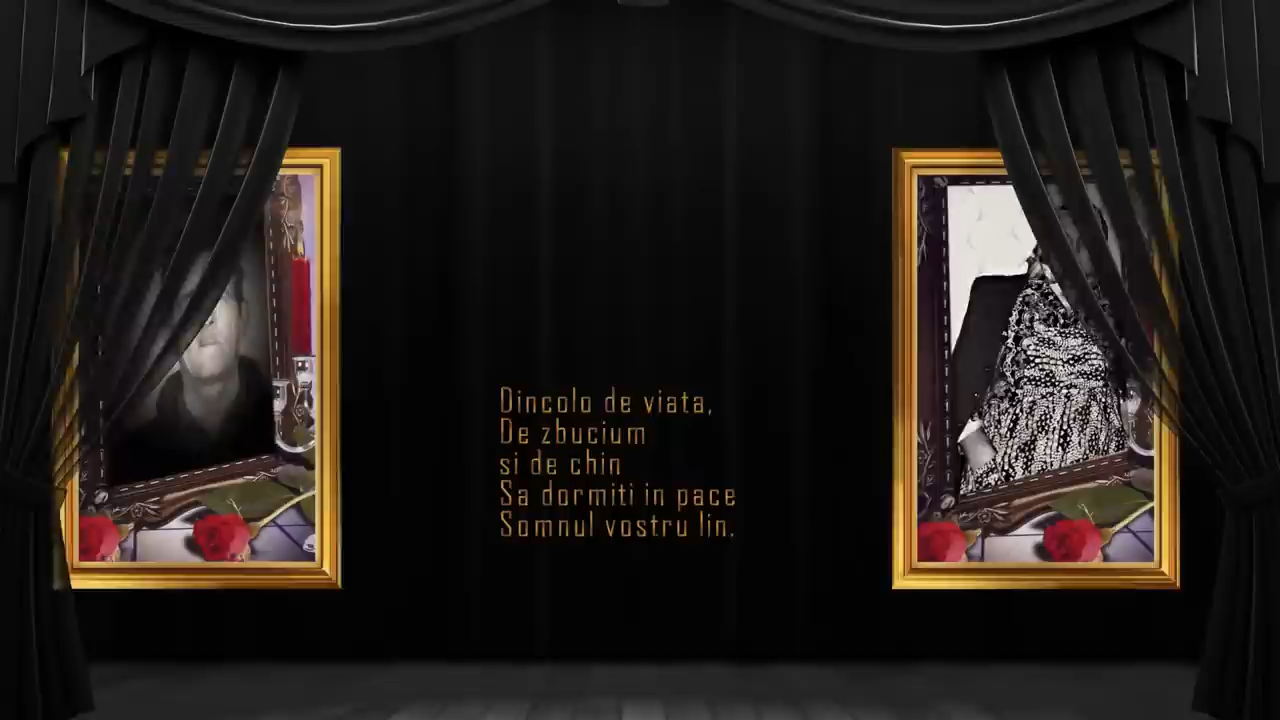 Dincolo de viata,
De zbucium
si de chin
Sa dormiti in pace
Somnul vostru lin.